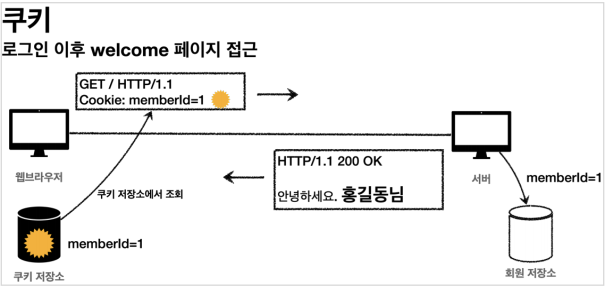 쿠키
로그인 이후 welcome 페이지 접근
GET / HTTP/1.1
Cookie: memberId=1
웹브라우저
쿠키 저장소에서 조회
HTTP/1.1 200 OK
안녕하세요. 홍길동님
서버
memberId=1
memberId=1
쿠키 저장소
회원 저장소